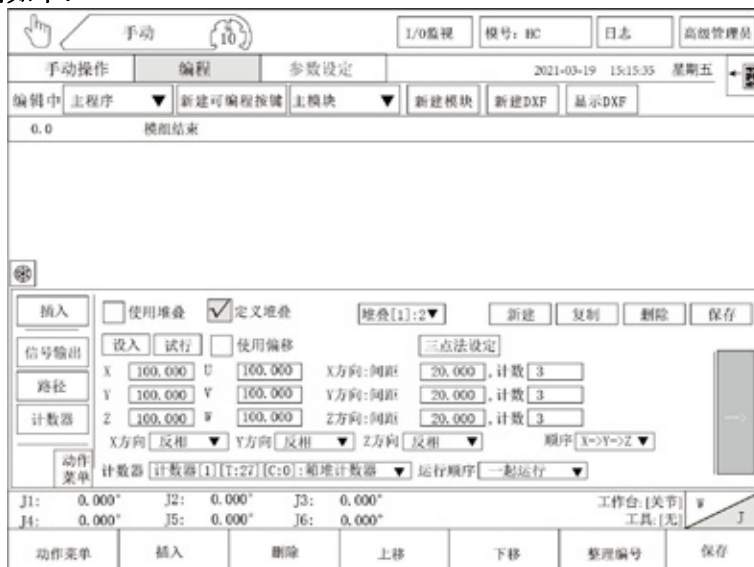 手动 10 I/O监视 模号: HC 日志 高级管理员
手动操作 编程 参数设定 2021-03-19 15:15:35 星期五
编辑中 主程序 新建可编程按键 主模块 新建模块 新建DXF 显示DXF
0.0 模组结束
插入 使用堆叠 定义堆叠 堆叠[1]:2 新建 复制 删除 保存
设入 试行 使用偏移 三点法设定
信号输出
X 100.000 U 100.000 X方向:间距 20.000 ,计数 3
路径
Y 100.000 V 100.000 Y方向:间距 20.000 ,计数 3
计数器
Z 100.000 W 100.000 Z方向:间距 20.000 ,计数 3
X方向 反相 Y方向 反相 Z方向 反相 顺序 X->Y->Z
动作
菜单
计数器 计数器[1][T:27][C:0]:箱堆计数器 运行顺序 一起运行
J1: 0.000° J2: 0.000° J3: 0.000° 工作台:[关节] W
J4: 0.000° J5: 0.000° J6: 0.000° 工具:[无] J
动作菜单 插入 删除 上移 下移 整理编号 保存